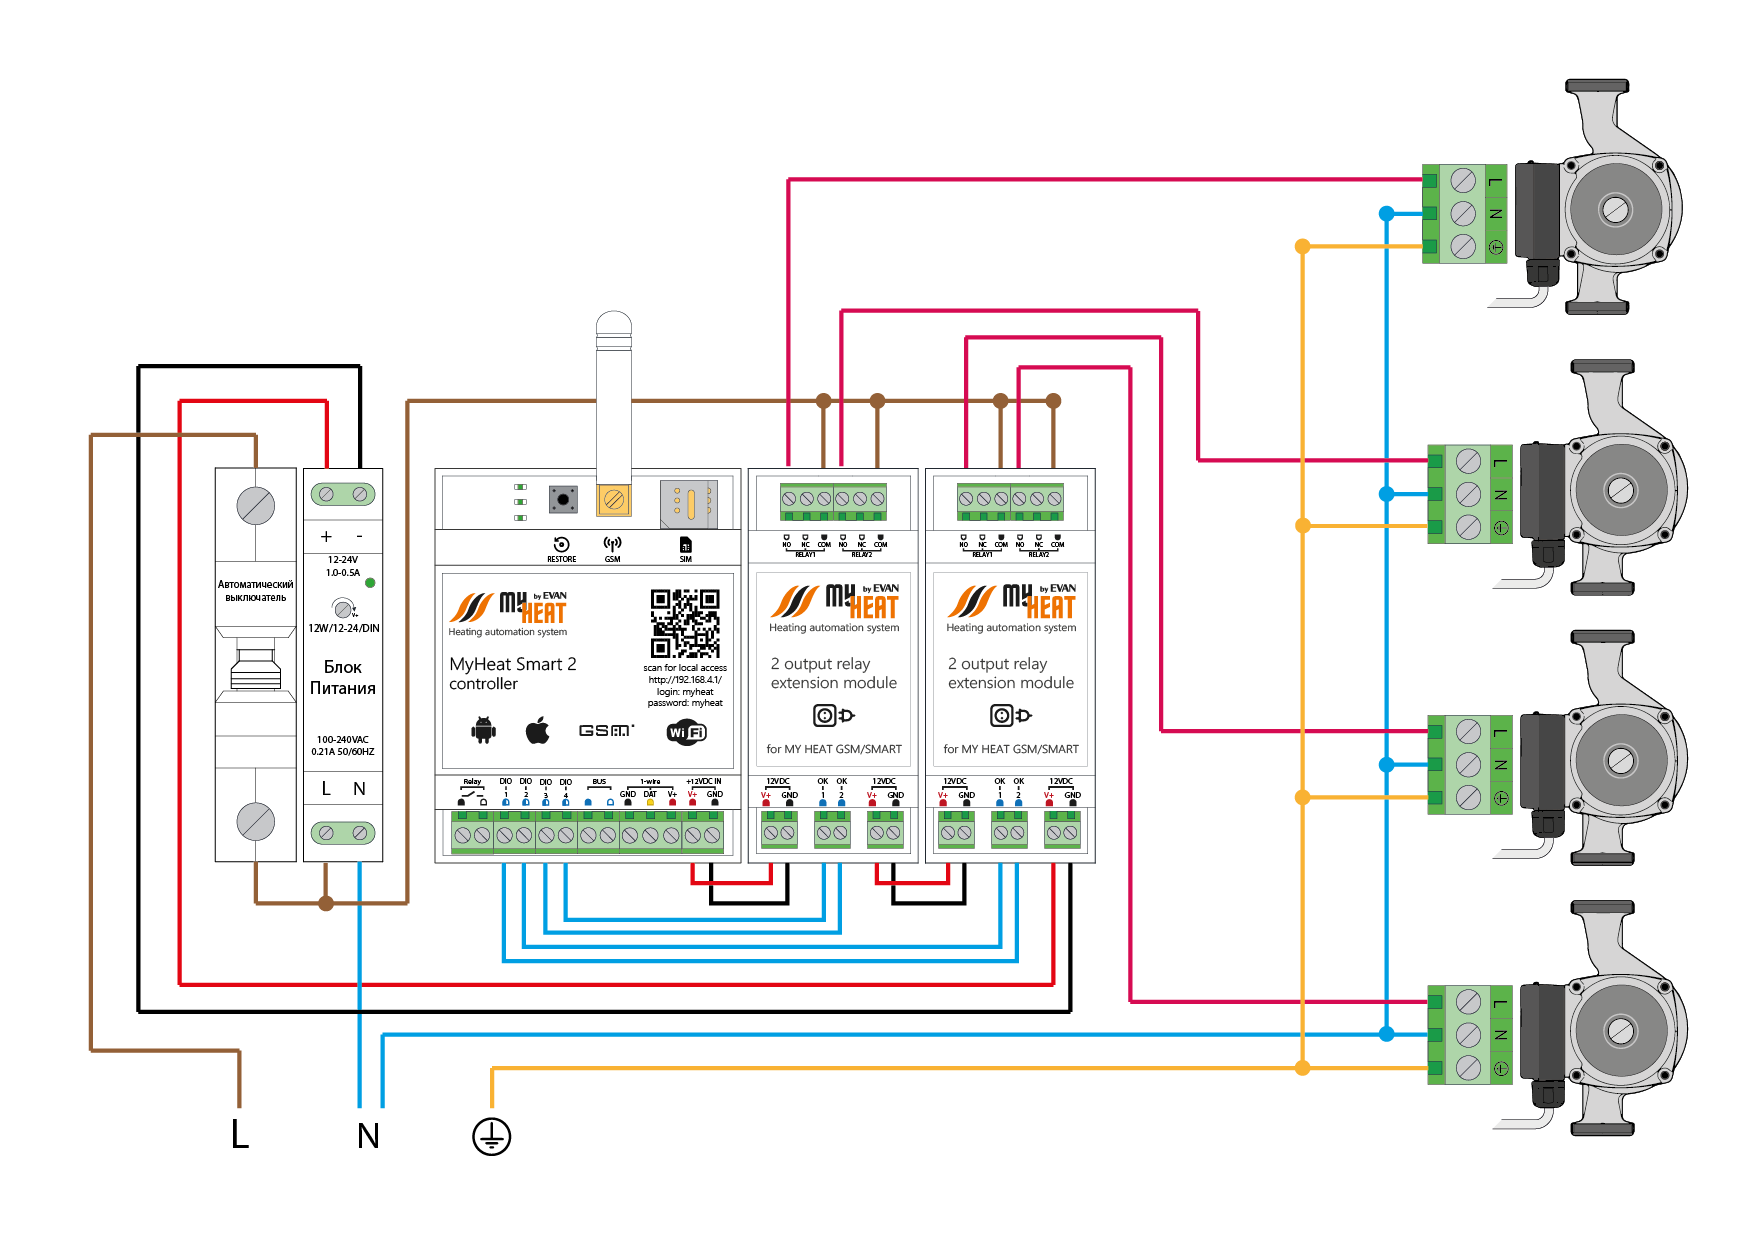 Автоматический
выключатель
+ -
12-24V
1.0-0.5A
V+
12W/12-24/DIN
Блок
Питания
100-240VAC
0.21A 50/60HZ
L N
RESTORE GSM SIM
MY HEAT by EVAN
Heating automation system
MyHeat Smart 2
controller
scan for local access
http://192.168.4.1/
login: myheat
password: myheat
GSM
Wi Fi
Relay DIO 1 DIO 2 DIO 3 DIO 4 BUS 1-wire +12VDC IN
GND DAT V+ V+ GND
NO NC COM NO NC COM
RELAY1 RELAY2
MY HEAT by EVAN
Heating automation system
2 output relay
extension module
for MY HEAT GSM/SMART
12VDC OK 1 OK 2 12VDC
V+ GND V+ GND
NO NC COM NO NC COM
RELAY1 RELAY2
MY HEAT by EVAN
Heating automation system
2 output relay
extension module
for MY HEAT GSM/SMART
12VDC OK 1 OK 2 12VDC
V+ GND V+ GND
L
N
L
N
L
N
L
N
L N